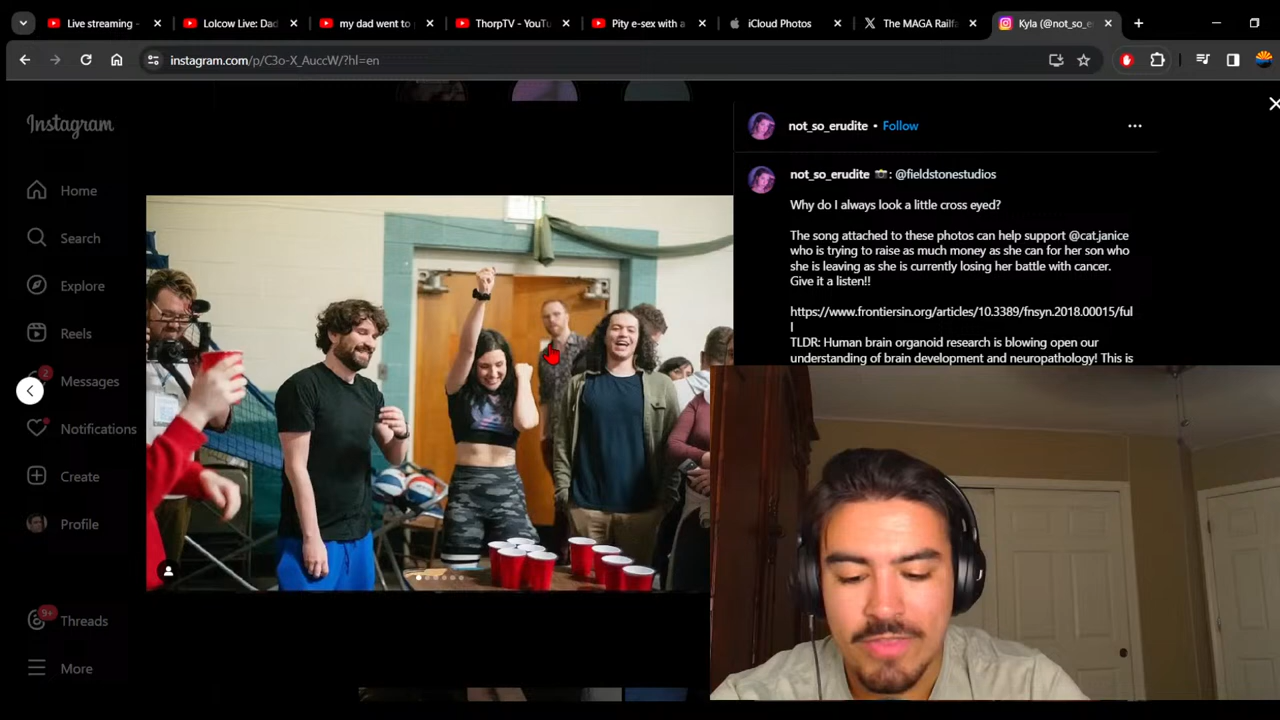 Live streaming -
Lolcow Live: Dad
my dad went to
ThorpTV - YouTu
Pity e-sex with a
iCloud Photos
The MAGA Railfa
Kyla (@not_so_er
instagram.com/p/C3o-X_AuccW/?hl=en
Instagram
not_so_erudite • Follow
Home
not_so_erudite 📸: @fieldstonestudios
Why do I always look a little cross eyed?
Search
The song attached to these photos can help support @cat.janice
who is trying to raise as much money as she can for her son who
she is leaving as she is currently losing her battle with cancer.
Give it a listen!!
Explore
https://www.frontiersin.org/articles/10.3389/fnsyn.2018.00015/ful
l
Reels
TLDR: Human brain organoid research is blowing open our
understanding of brain development and neuropathology! This is
2
Messages
Notifications
Create
Profile
9+
Threads
More